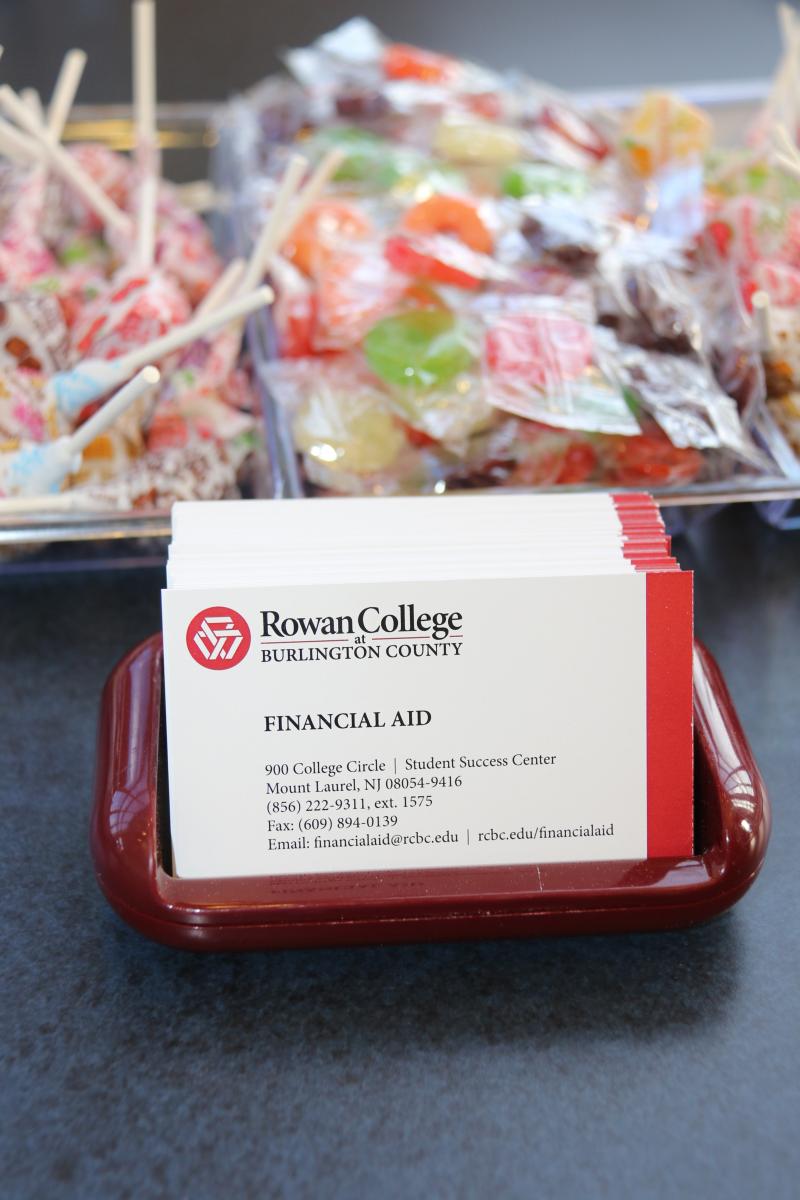 Rowan College
at
BURLINGTON COUNTY
FINANCIAL AID
900 College Circle | Student Success Center
Mount Laurel, NJ 08054-9416
(856) 222-9311, ext. 1575
Fax: (609) 894-0139
Email: financialaid@rcbc.edu | rcbc.edu/financialaid